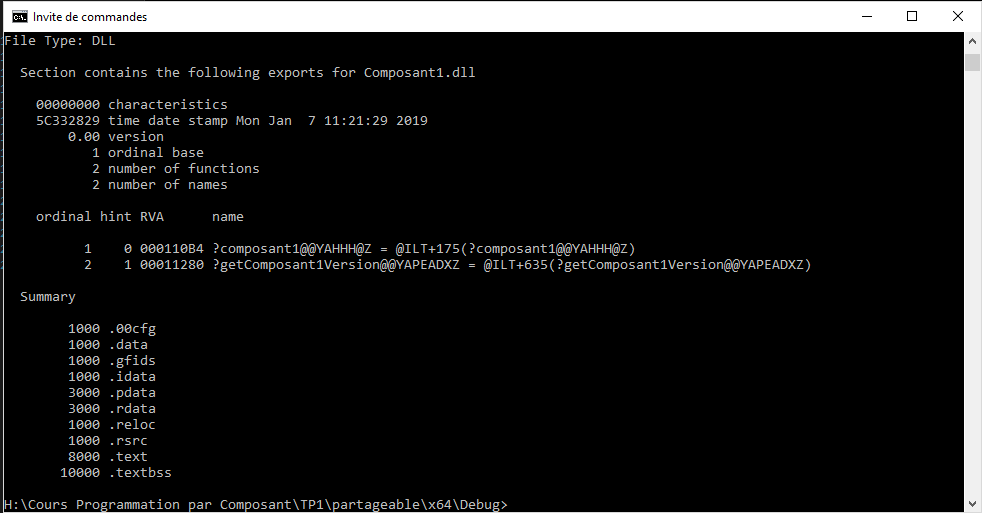 Invite de commandes
File Type: DLL
Section contains the following exports for Composant1.dll
00000000 characteristics
5C332829 time date stamp Mon Jan  7 11:21:29 2019
0.00 version
1 ordinal base
2 number of functions
2 number of names
ordinal hint RVA      name
1    0 000110B4 ?composant1@@YAHHH@Z = @ILT+175(?composant1@@YAHHH@Z)
2    1 00011280 ?getComposant1Version@@YAPEADXZ = @ILT+635(?getComposant1Version@@YAPEADXZ)
Summary
1000 .00cfg
1000 .data
1000 .gfids
1000 .idata
3000 .pdata
3000 .rdata
1000 .reloc
1000 .rsrc
8000 .text
10000 .textbss
H:\Cours Programmation par Composant\TP1\partageable\x64\Debug>